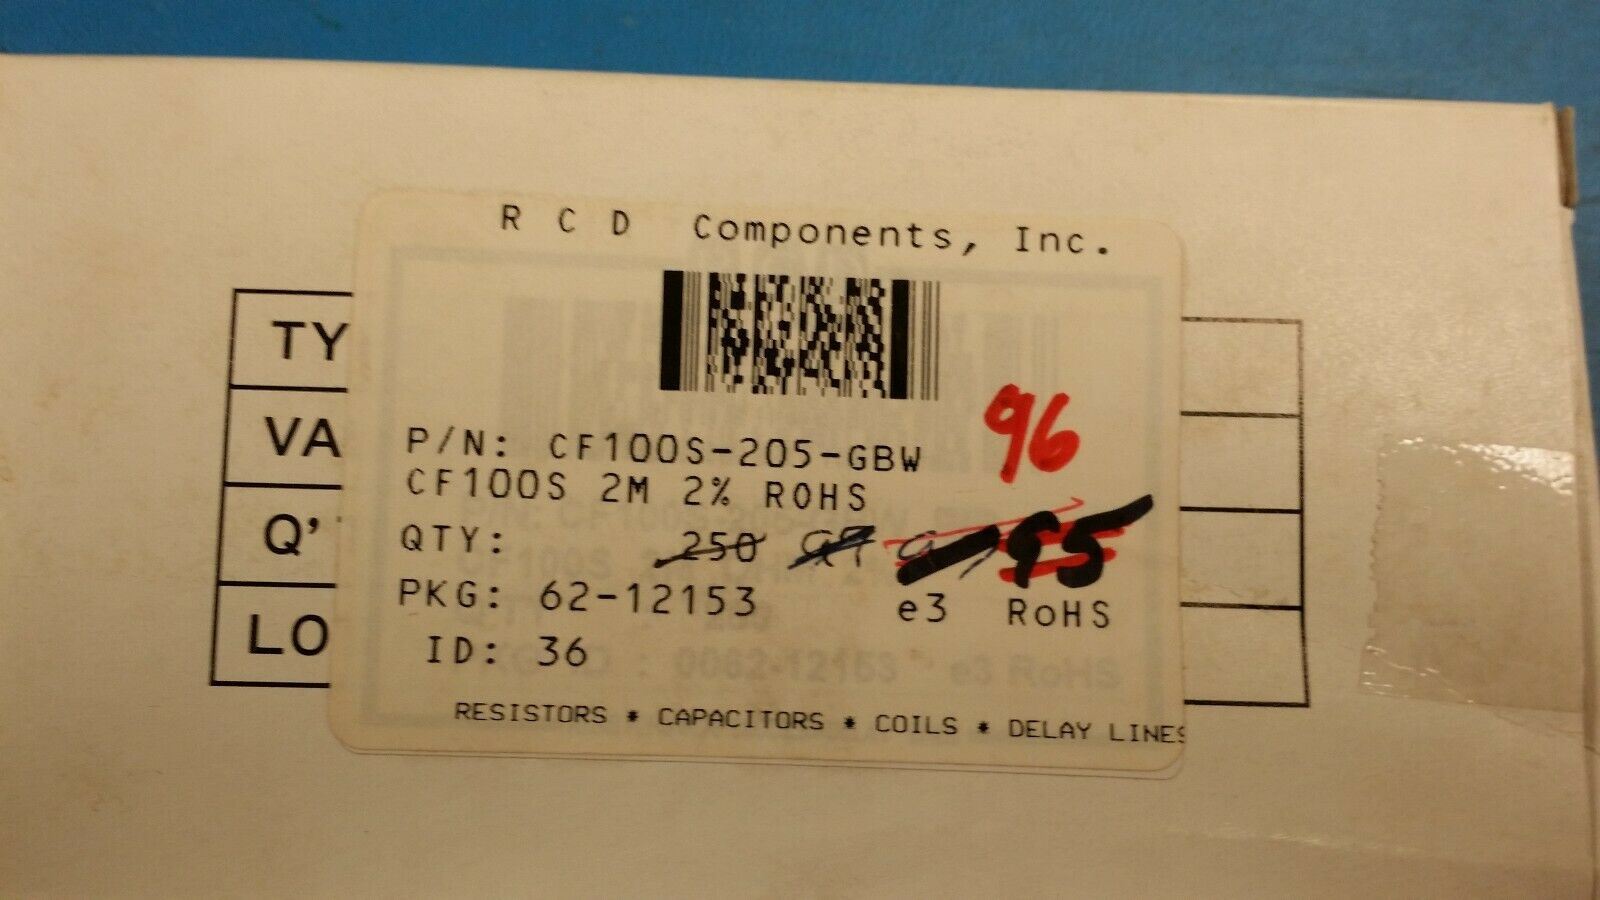 R C D Components, Inc.
TY
VA
Q'
LO
96
P/N: CF100S-205-GBW
CF100S 2M 2% ROHS
QTY: 250 95
PKG: 62-12153 e3 RoHS
ID: 36
RESISTORS * CAPACITORS * COILS * DELAY LINES